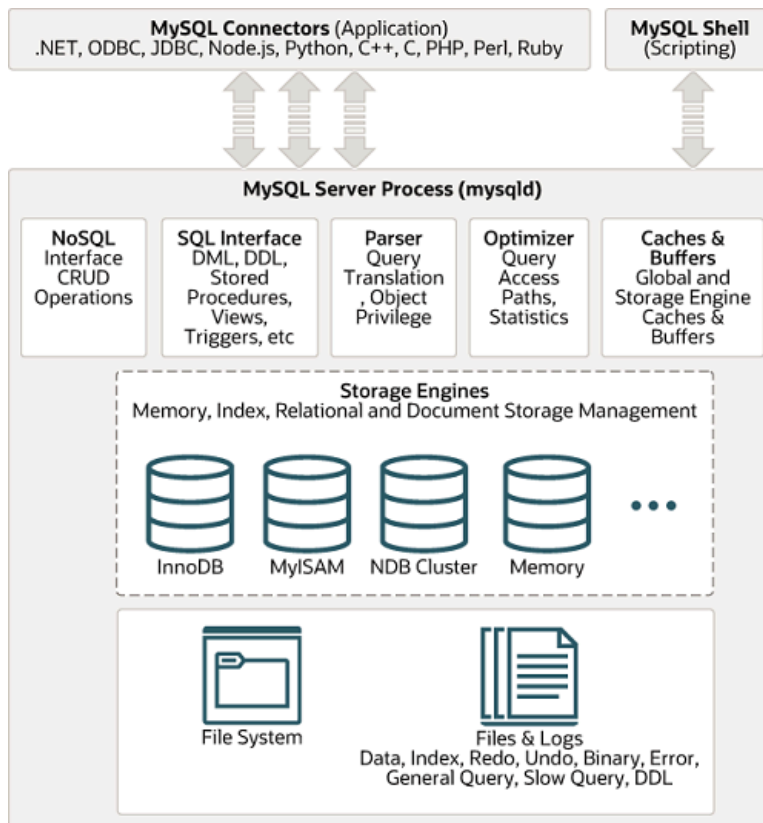 MySQL Connectors (Application)
.NET, ODBC, JDBC, Node.js, Python, C++, C, PHP, Perl, Ruby
MySQL Shell
(Scripting)
MySQL Server Process (mysqld)
NoSQL
Interface
CRUD
Operations
SQL Interface
DML, DDL,
Stored
Procedures,
Views,
Triggers, etc
Parser
Query
Translation
, Object
Privilege
Optimizer
Query
Access
Paths,
Statistics
Caches &
Buffers
Global and
Storage Engine
Caches &
Buffers
Storage Engines
Memory, Index, Relational and Document Storage Management
InnoDB
MyISAM
NDB Cluster
Memory
File System
Files & Logs
Data, Index, Redo, Undo, Binary, Error,
General Query, Slow Query, DDL